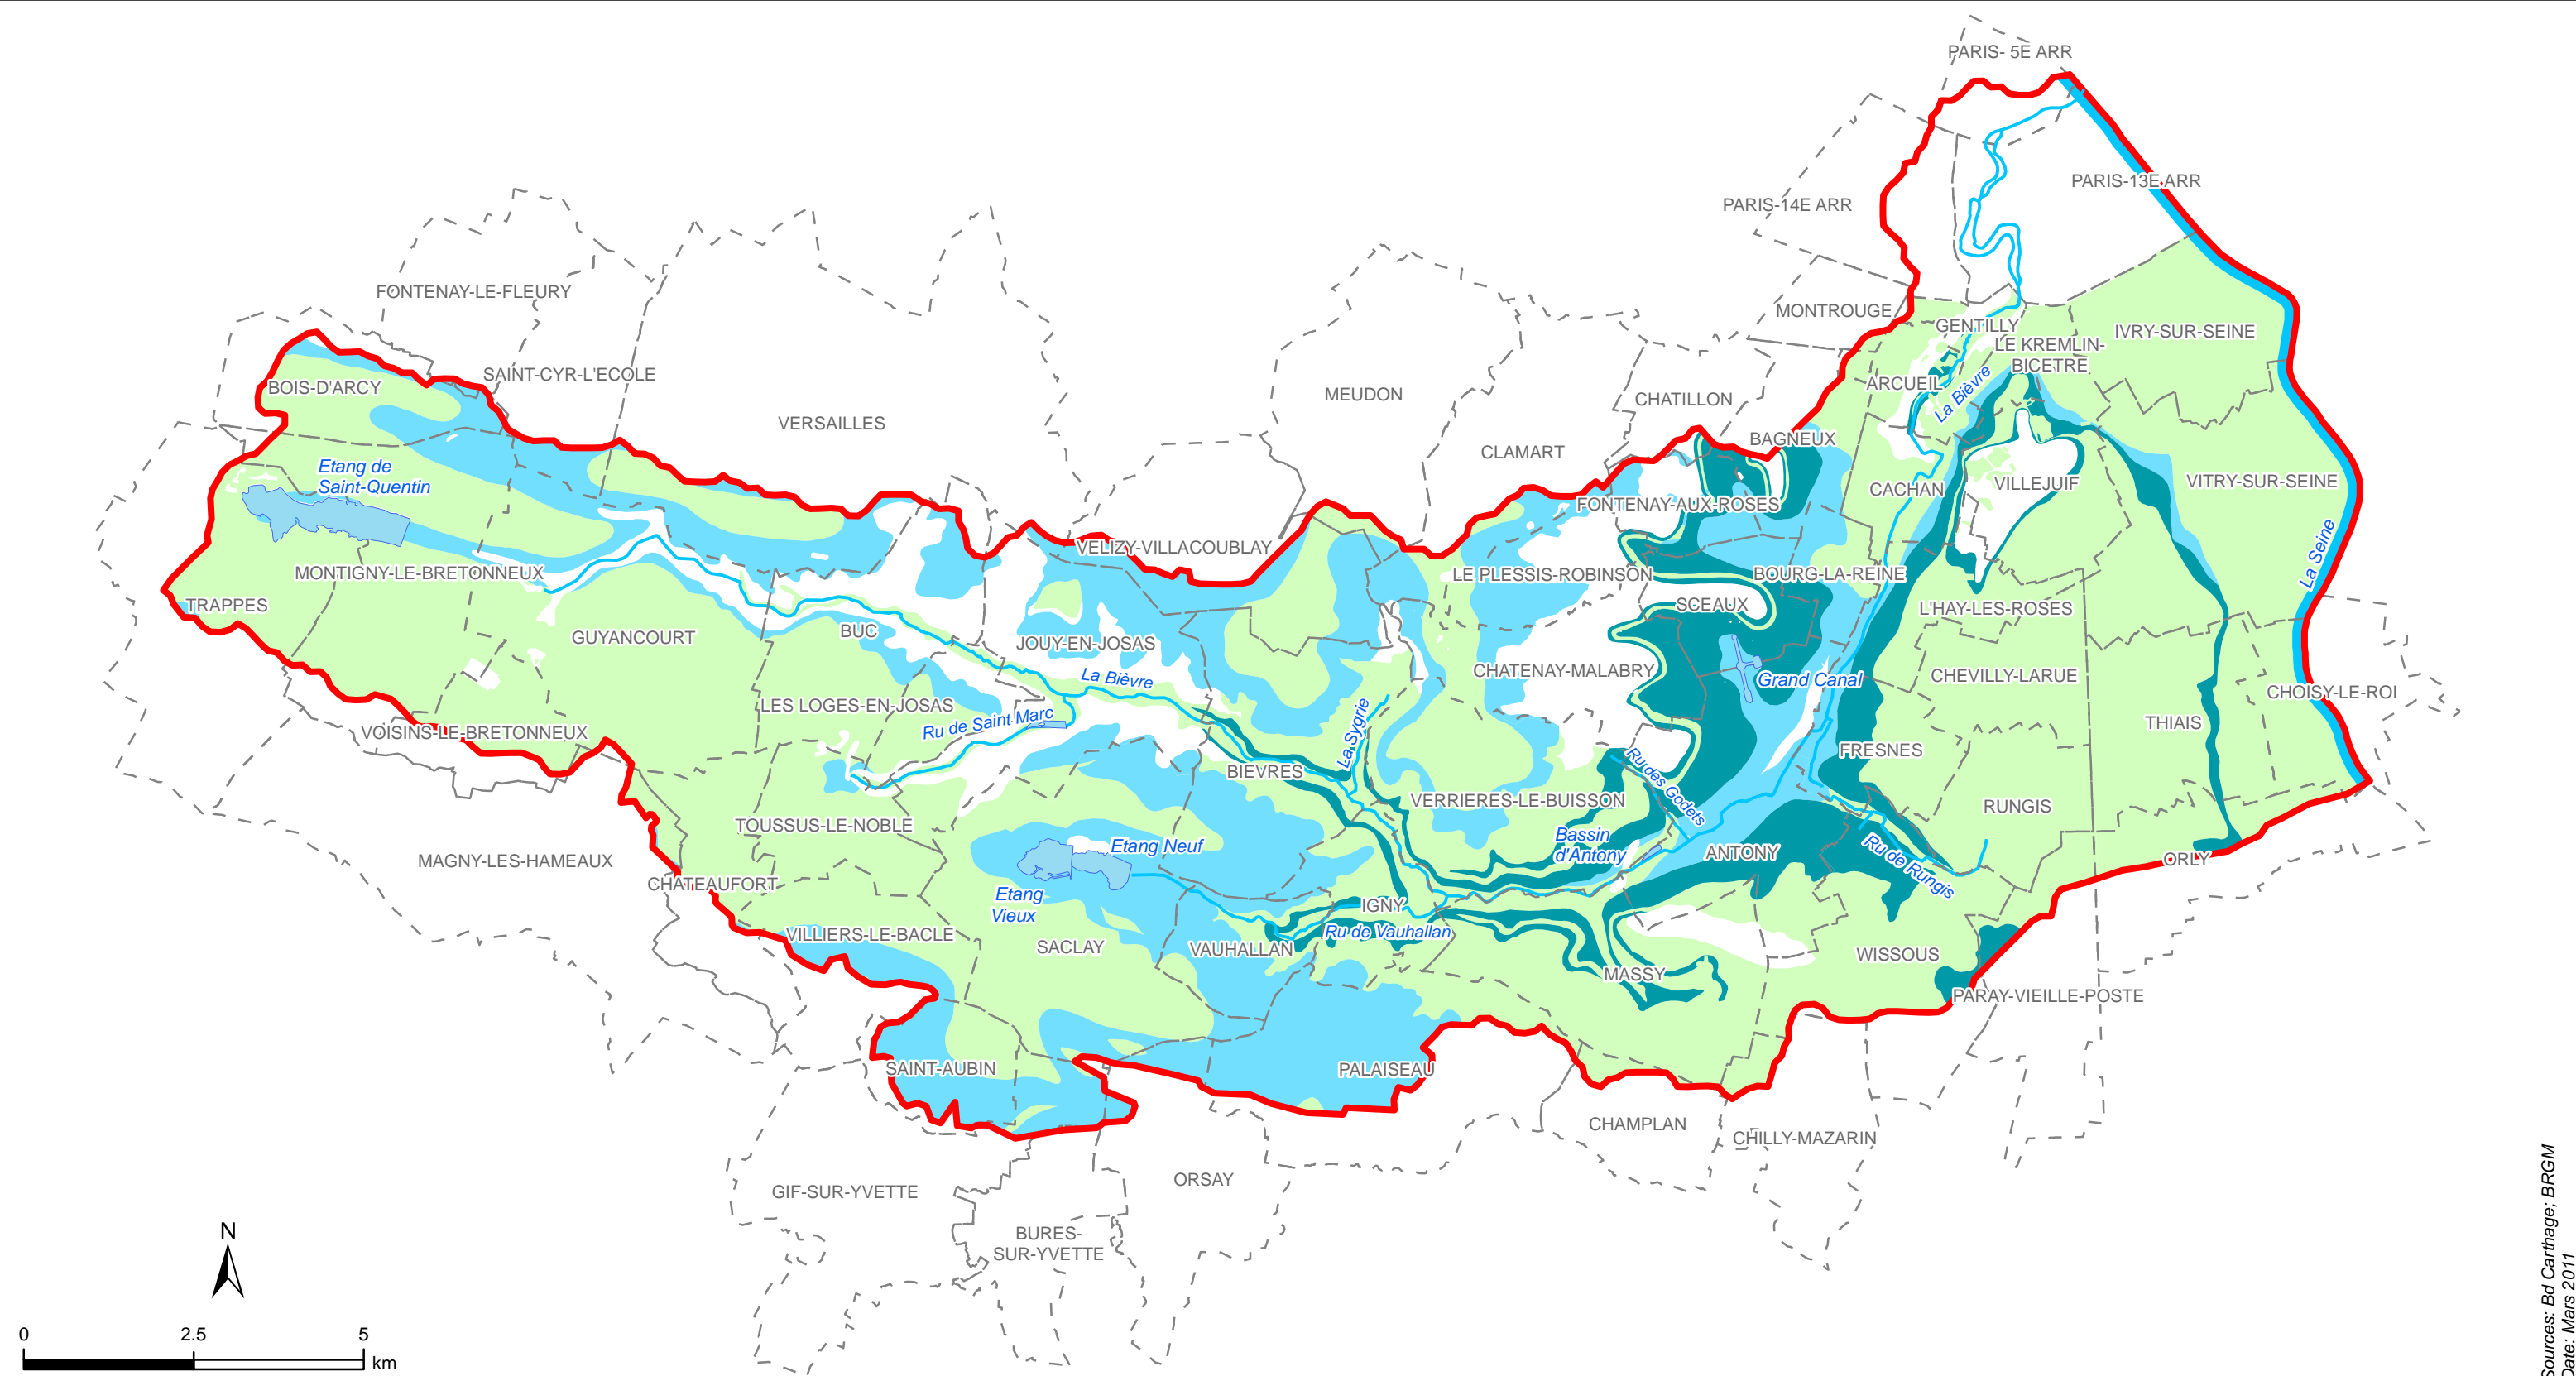 PARIS- 5E ARR
PARIS-13E ARR
PARIS-14E ARR
FONTENAY-LE-FLEURY
MONTROUGE
GENTILLY
IVRY-SUR-SEINE
LE KREMLIN-
BICETRE
SAINT-CYR-L'ECOLE
BOIS-D'ARCY
ARCUEIL
La Bièvre
MEUDON
CHATILLON
VERSAILLES
BAGNEUX
CLAMART
Etang de
Saint-Quentin
VILLEJUIF
VITRY-SUR-SEINE
CACHAN
FONTENAY-AUX-ROSES
La Seine
VELIZY-VILLACOUBLAY
MONTIGNY-LE-BRETONNEUX
LE PLESSIS-ROBINSON
BOURG-LA-REINE
TRAPPES
SCEAUX
L'HAY-LES-ROSES
GUYANCOURT
BUC
JOUY-EN-JOSAS
CHATENAY-MALABRY
CHEVILLY-LARUE
La Bièvre
Grand Canal
CHOISY-LE-ROI
LES LOGES-EN-JOSAS
Ru de Saint Marc
THIAIS
VOISINS-LE-BRETONNEUX
La Sygrie
FRESNES
BIEVRES
Ru des Godets
VERRIERES-LE-BUISSON
RUNGIS
TOUSSUS-LE-NOBLE
Bassin
d'Antony
Etang Neuf
ANTONY
MAGNY-LES-HAMEAUX
ORLY
Ru de Rungis
CHATEAUFORT
Etang
Vieux
IGNY
Ru de Vauhallan
VILLIERS-LE-BACLE
SACLAY
VAUHALLAN
WISSOUS
MASSY
PARAY-VIEILLE-POSTE
SAINT-AUBIN
PALAISEAU
CHAMPLAN
CHILLY-MAZARIN
ORSAY
GIF-SUR-YVETTE
BURES-
SUR-YVETTE
N
0 2.5 5
km
Sources: Bd Carthage; BRGM
Date: Mars 2011